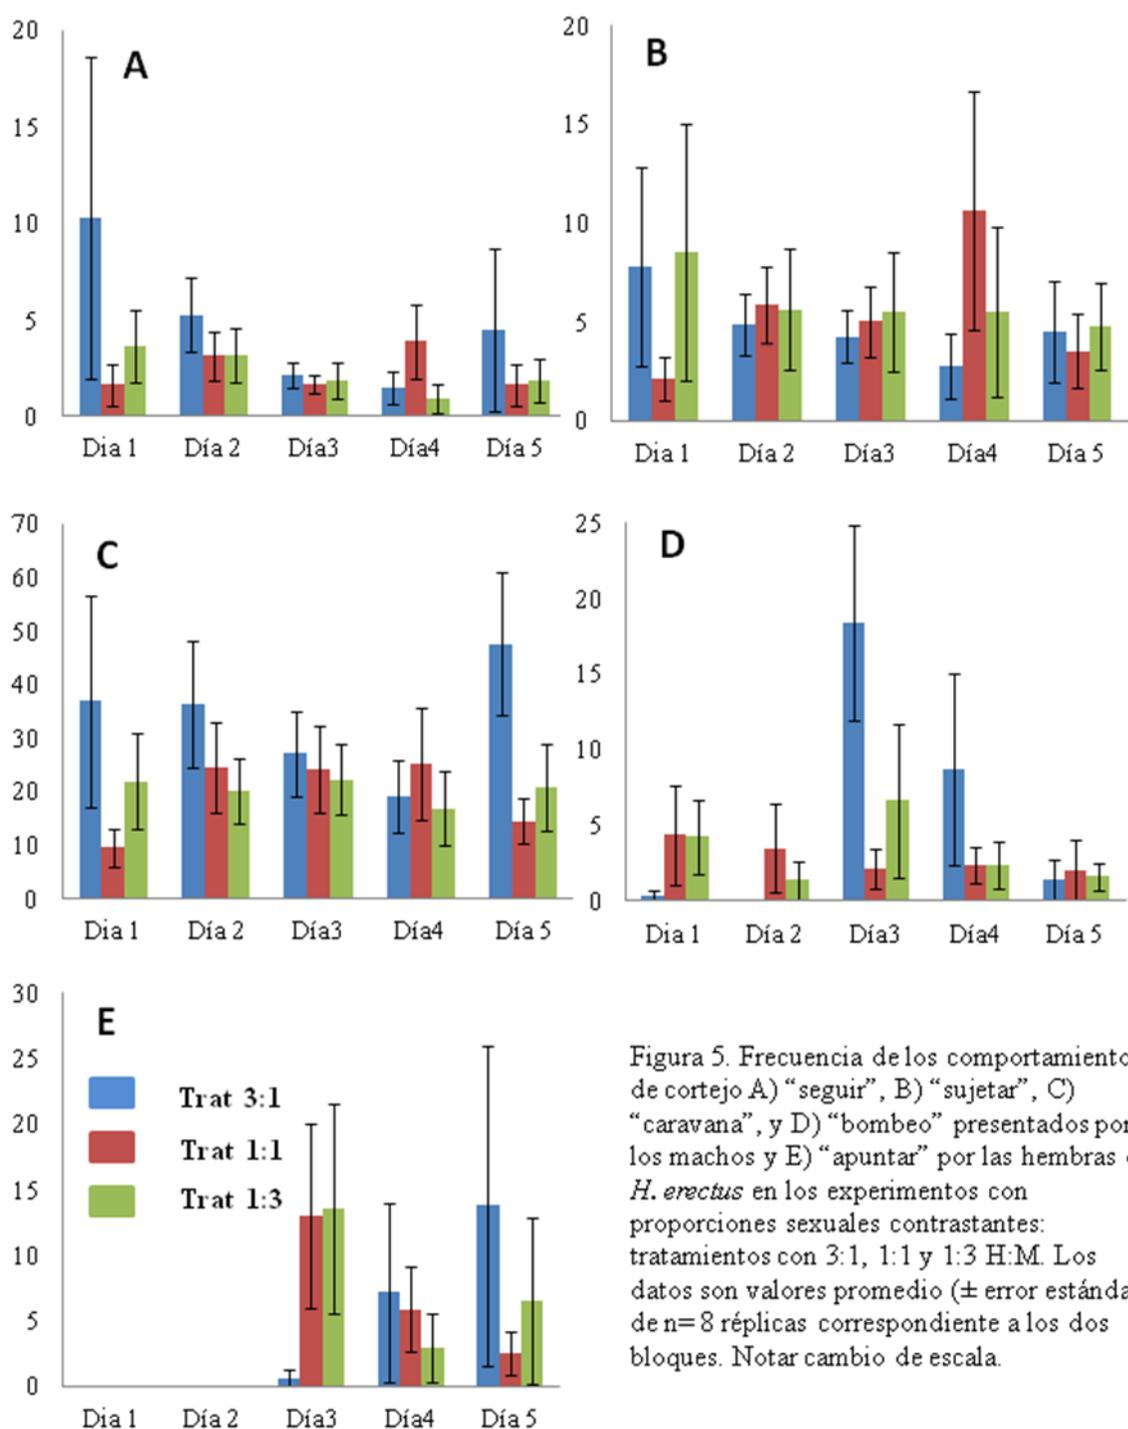 A
20
15
10
5
0
Día 1 Día 2 Día3 Día4 Día 5
B
20
15
10
5
0
Día 1 Día 2 Día3 Día4 Día 5
C
70
60
50
40
30
20
10
0
Día 1 Día 2 Día3 Día4 Día 5
D
25
20
15
10
5
0
Día 1 Día 2 Día3 Día4 Día 5
E
30
25
20
15
10
5
0
Trat 3:1
Trat 1:1
Trat 1:3
Día 1 Día 2 Día3 Día4 Día 5
Figura 5. Frecuencia de los comportamiento
de cortejo A) “seguir”, B) “sujetar”, C)
“caravana”, y D) “bombeo” presentados por
los machos y E) “apuntar” por las hembras
H. erectus en los experimentos con
proporciones sexuales contrastantes:
tratamientos con 3:1, 1:1 y 1:3 H:M. Los
datos son valores promedio (± error estánda
de n= 8 réplicas correspondiente a los dos
bloques. Notar cambio de escala.